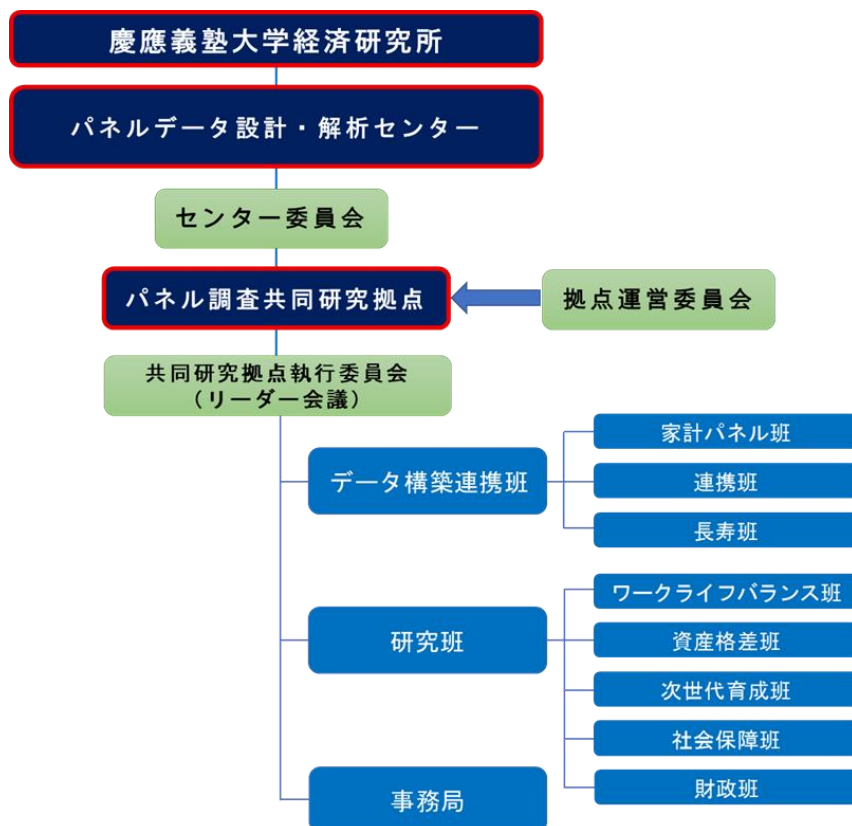 慶應義塾大学経済研究所
パネルデータ設計・解析センター
センター委員会
パネル調査共同研究拠点
拠点運営委員会
共同研究拠点執行委員会
（リーダー会議）
データ構築連携班
家計パネル班
連携班
長寿班
研究班
ワークライフバランス班
資産格差班
次世代育成班
社会保障班
財政班
事務局